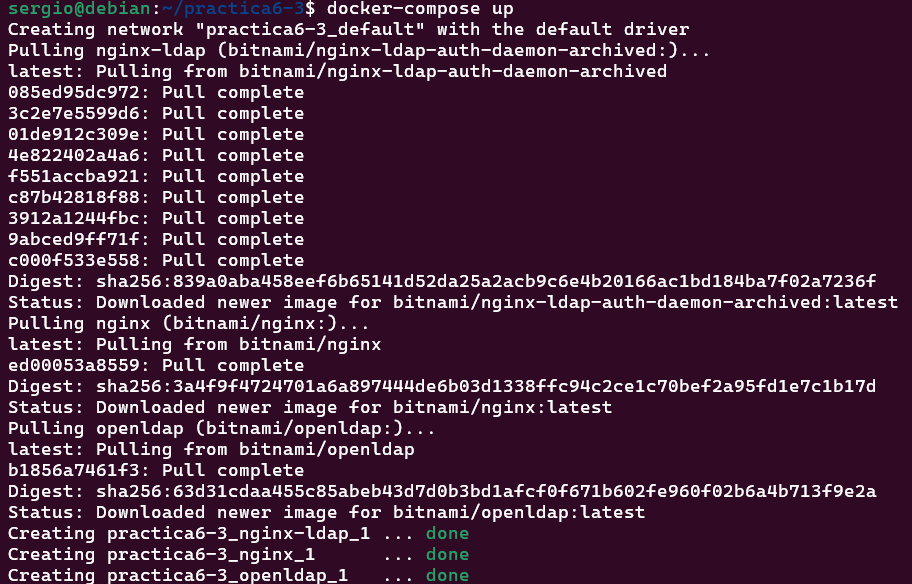 sergio@debian:~/practica6-3$ docker-compose up
Creating network "practica6-3_default" with the default driver
Pulling nginx-ldap (bitnami/nginx-ldap-auth-daemon-archived:)...
latest: Pulling from bitnami/nginx-ldap-auth-daemon-archived
085ed95dc972: Pull complete
3c2e7e5599d6: Pull complete
01de912c309e: Pull complete
4e822402a4a6: Pull complete
f551accba921: Pull complete
c87b42818f88: Pull complete
3912a1244fbc: Pull complete
9abced9ff71f: Pull complete
c000f533e558: Pull complete
Digest: sha256:839a0aba458eef6b65141d52da25a2acb9c6e4b20166ac1bd184ba7f02a7236f
Status: Downloaded newer image for bitnami/nginx-ldap-auth-daemon-archived:latest
Pulling nginx (bitnami/nginx:)...
latest: Pulling from bitnami/nginx
ed00053a8559: Pull complete
Digest: sha256:3a4f9f4724701a6a897444de6b03d1338ffc94c2ce1c70bef2a95fd1e7c1b17d
Status: Downloaded newer image for bitnami/nginx:latest
Pulling openldap (bitnami/openldap:)...
latest: Pulling from bitnami/openldap
b1856a7461f3: Pull complete
Digest: sha256:63d31cdaa455c85abeb43d7d0b3bd1afcf0f671b602fe960f02b6a4b713f9e2a
Status: Downloaded newer image for bitnami/openldap:latest
Creating practica6-3_nginx-ldap_1 ... done
Creating practica6-3_nginx_1      ... done
Creating practica6-3_openldap_1   ... done